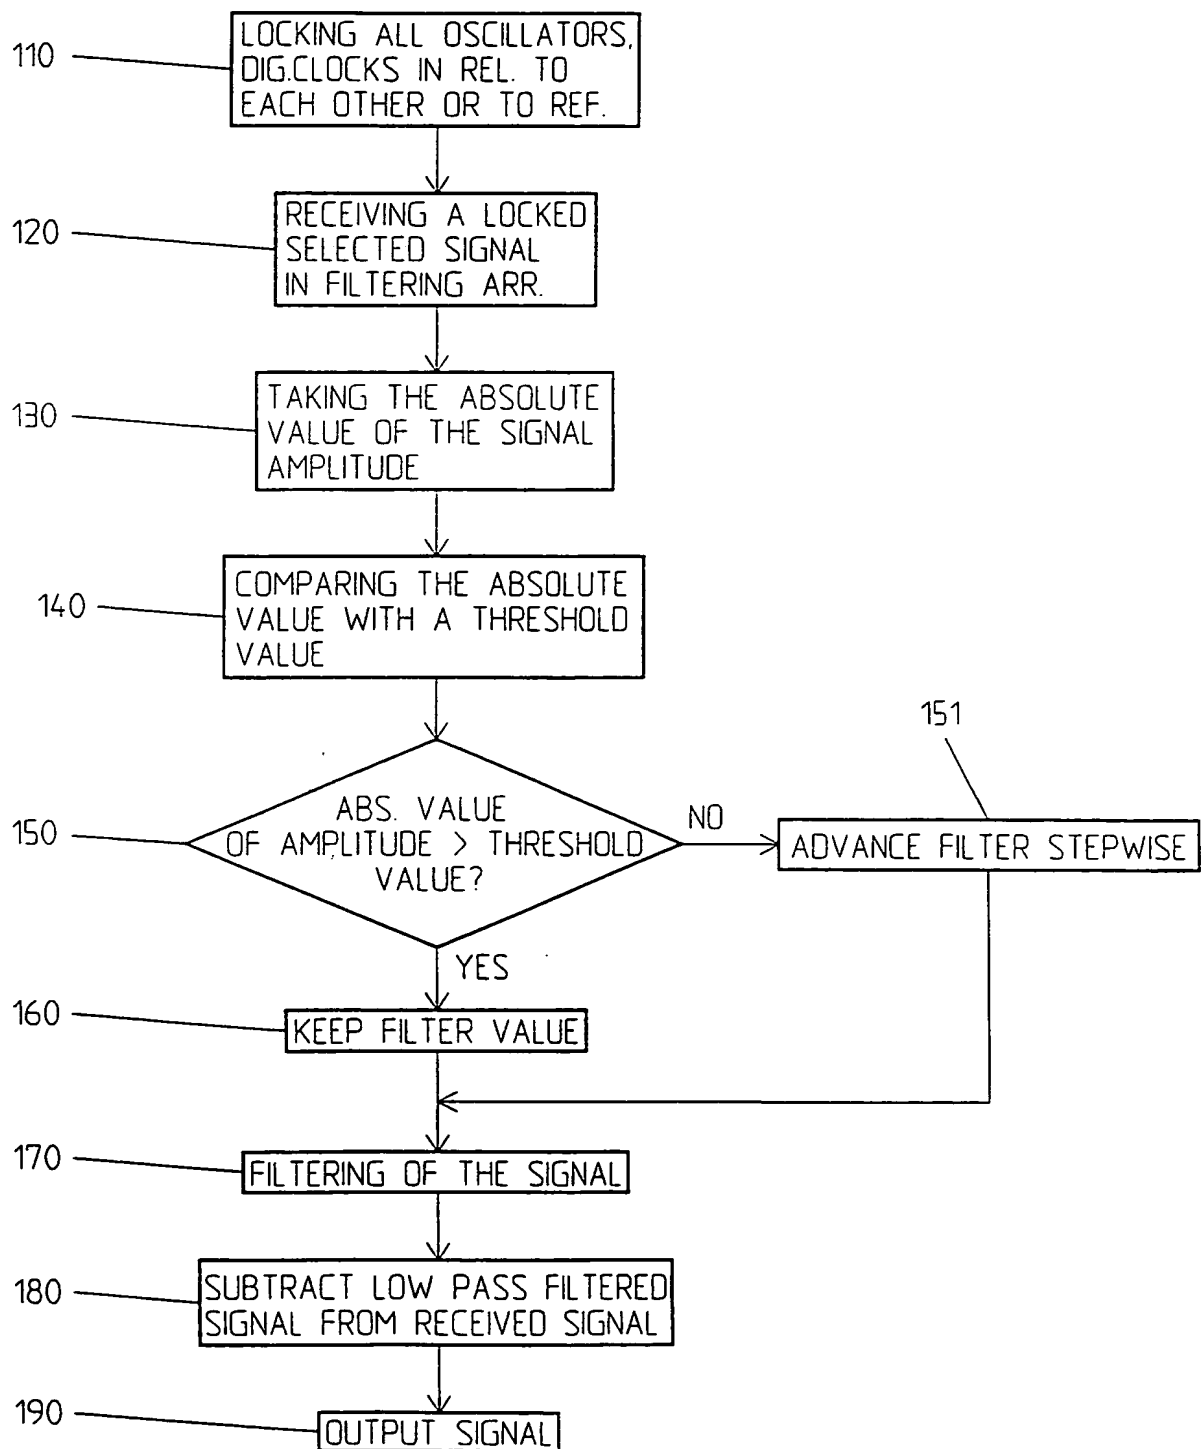 110
LOCKING ALL OSCILLATORS,
DIG.CLOCKS IN REL. TO
EACH OTHER OR TO REF.
120
RECEIVING A LOCKED
SELECTED SIGNAL
IN FILTERING ARR.
130
TAKING THE ABSOLUTE
VALUE OF THE SIGNAL
AMPLITUDE
140
COMPARING THE ABSOLUTE
VALUE WITH A THRESHOLD
VALUE
150
ABS. VALUE
OF AMPLITUDE > THRESHOLD
VALUE?
NO
151
ADVANCE FILTER STEPWISE
YES
160
KEEP FILTER VALUE
170
FILTERING OF THE SIGNAL
180
SUBTRACT LOW PASS FILTERED
SIGNAL FROM RECEIVED SIGNAL
190
OUTPUT SIGNAL